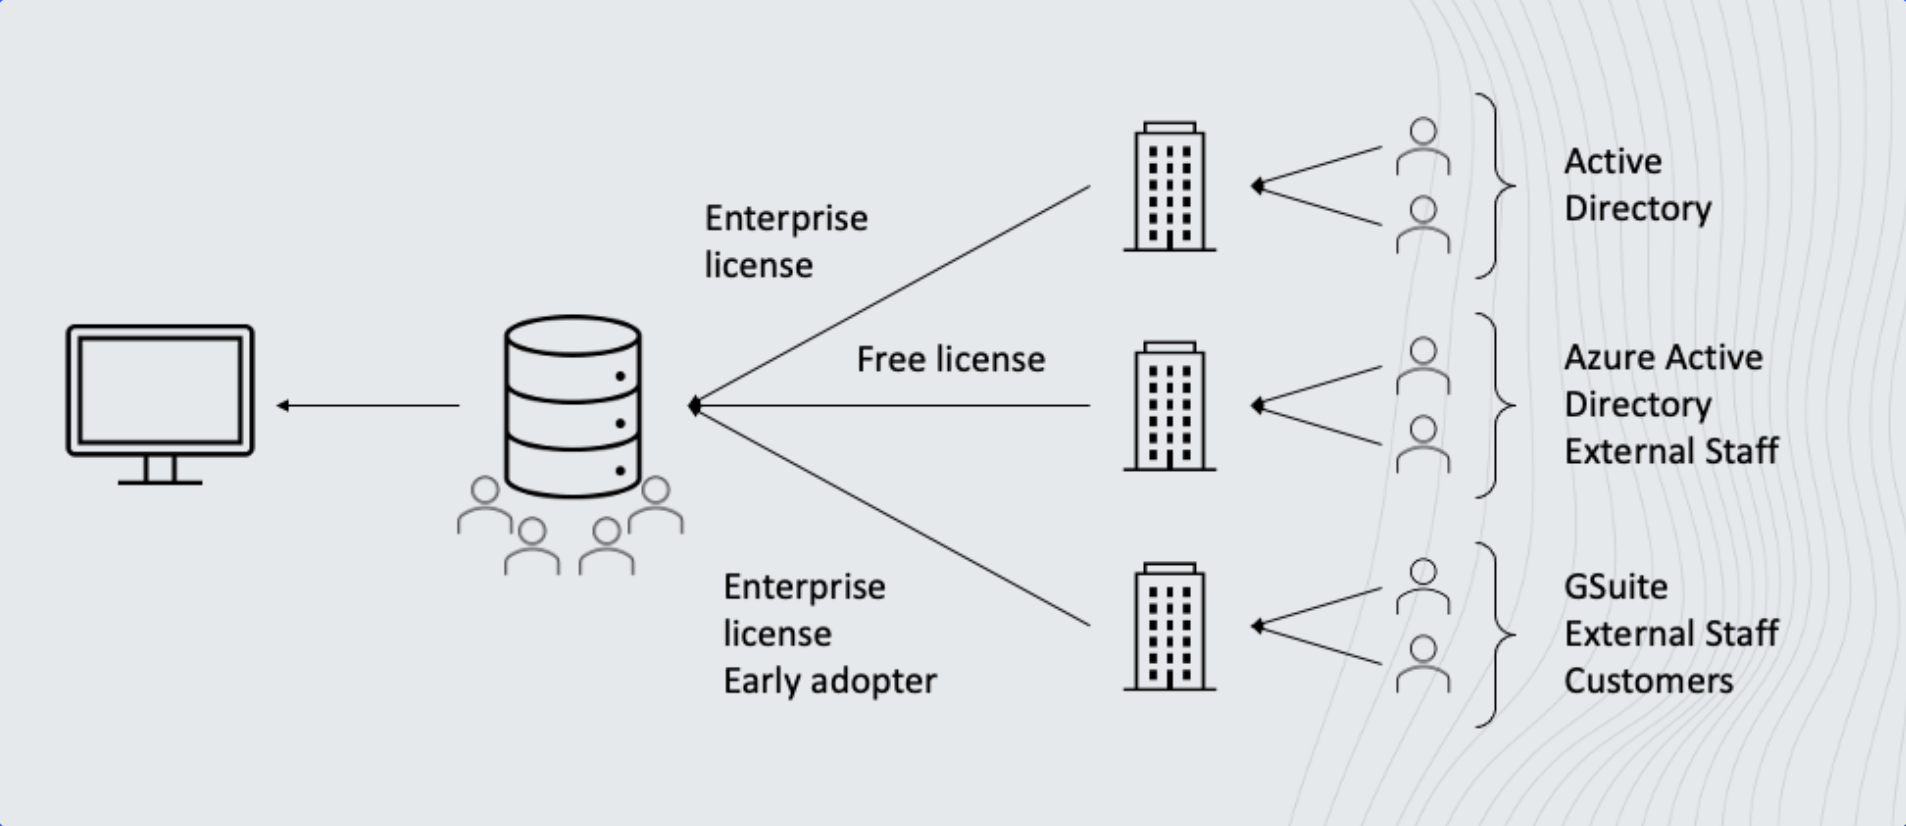 Enterprise
license
Free license
Enterprise
license
Early adopter
Active
Directory
Azure Active
Directory
External Staff
GSuite
External Staff
Customers